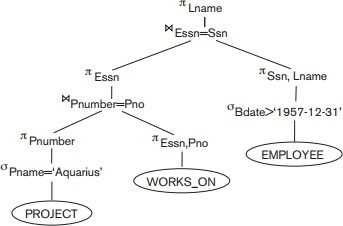 π Lname
⋈ Essn=Ssn
π Essn
π Ssn, Lname
⋈ Pnumber=Pno
σ Bdate>'1957-12-31'
π Pnumber
π Essn,Pno
EMPLOYEE
σ Pname='Aquarius'
WORKS_ON
PROJECT